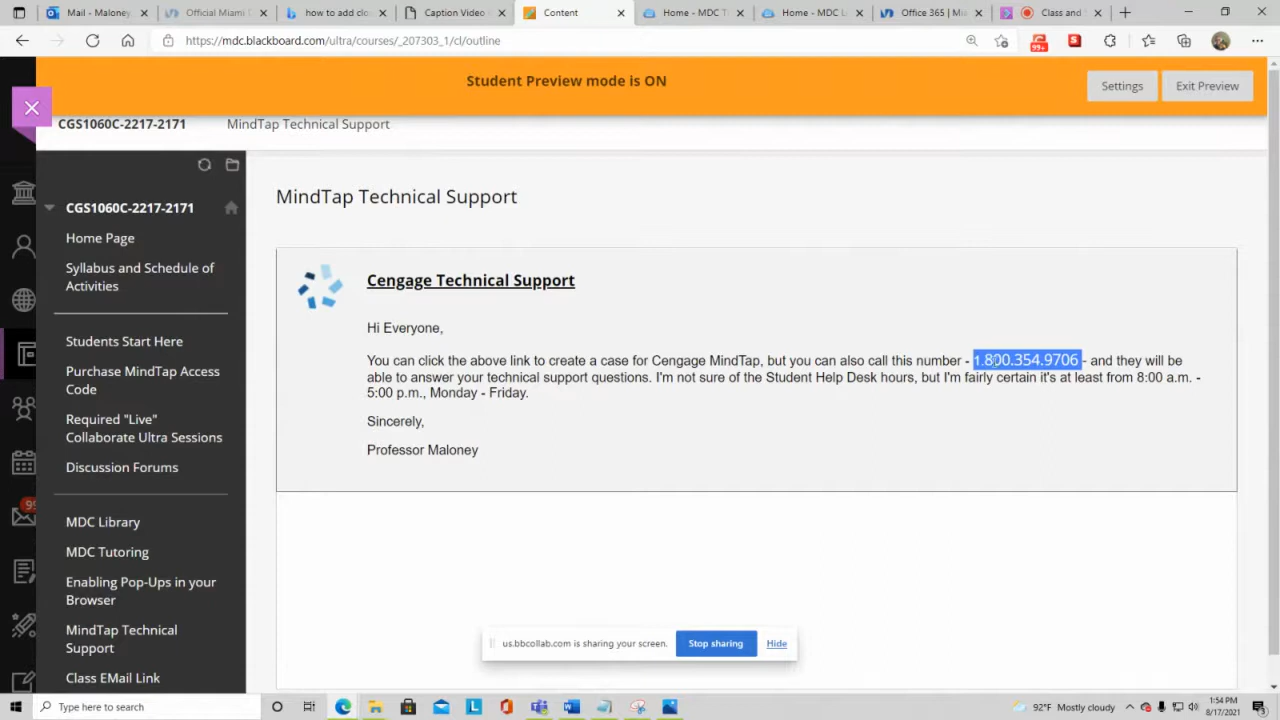 Mail - Maloney,
Official Miami
mind to add clo
Caption Video
Content
Home - MDC T
Home - MDC L
Office 365 | Mi
Class and
https://mdc.blackboard.com/ultra/courses/_207303_1/cl/outline
99+
S
Student Preview mode is ON
Settings
Exit Preview
CGS1060C-2217-2171
MindTap Technical Support
CGS1060C-2217-2171
Home Page
Syllabus and Schedule of
Activities
Students Start Here
Purchase MindTap Access
Code
Required "Live"
Collaborate Ultra Sessions
Discussion Forums
MDC Library
MDC Tutoring
Enabling Pop-Ups in your
Browser
MindTap Technical
Support
Class EMail Link
99
MindTap Technical Support
Cengage Technical Support
Hi Everyone,
You can click the above link to create a case for Cengage MindTap, but you can also call this number - 1.800.354.9706 - and they will be
able to answer your technical support questions. I'm not sure of the Student Help Desk hours, but I'm fairly certain it's at least from 8:00 a.m. -
5:00 p.m., Monday - Friday.
Sincerely,
Professor Maloney
us.bbcollab.com is sharing your screen.
Stop sharing
Hide
Type here to search
92°F Mostly cloudy
1:54 PM
8/17/2021